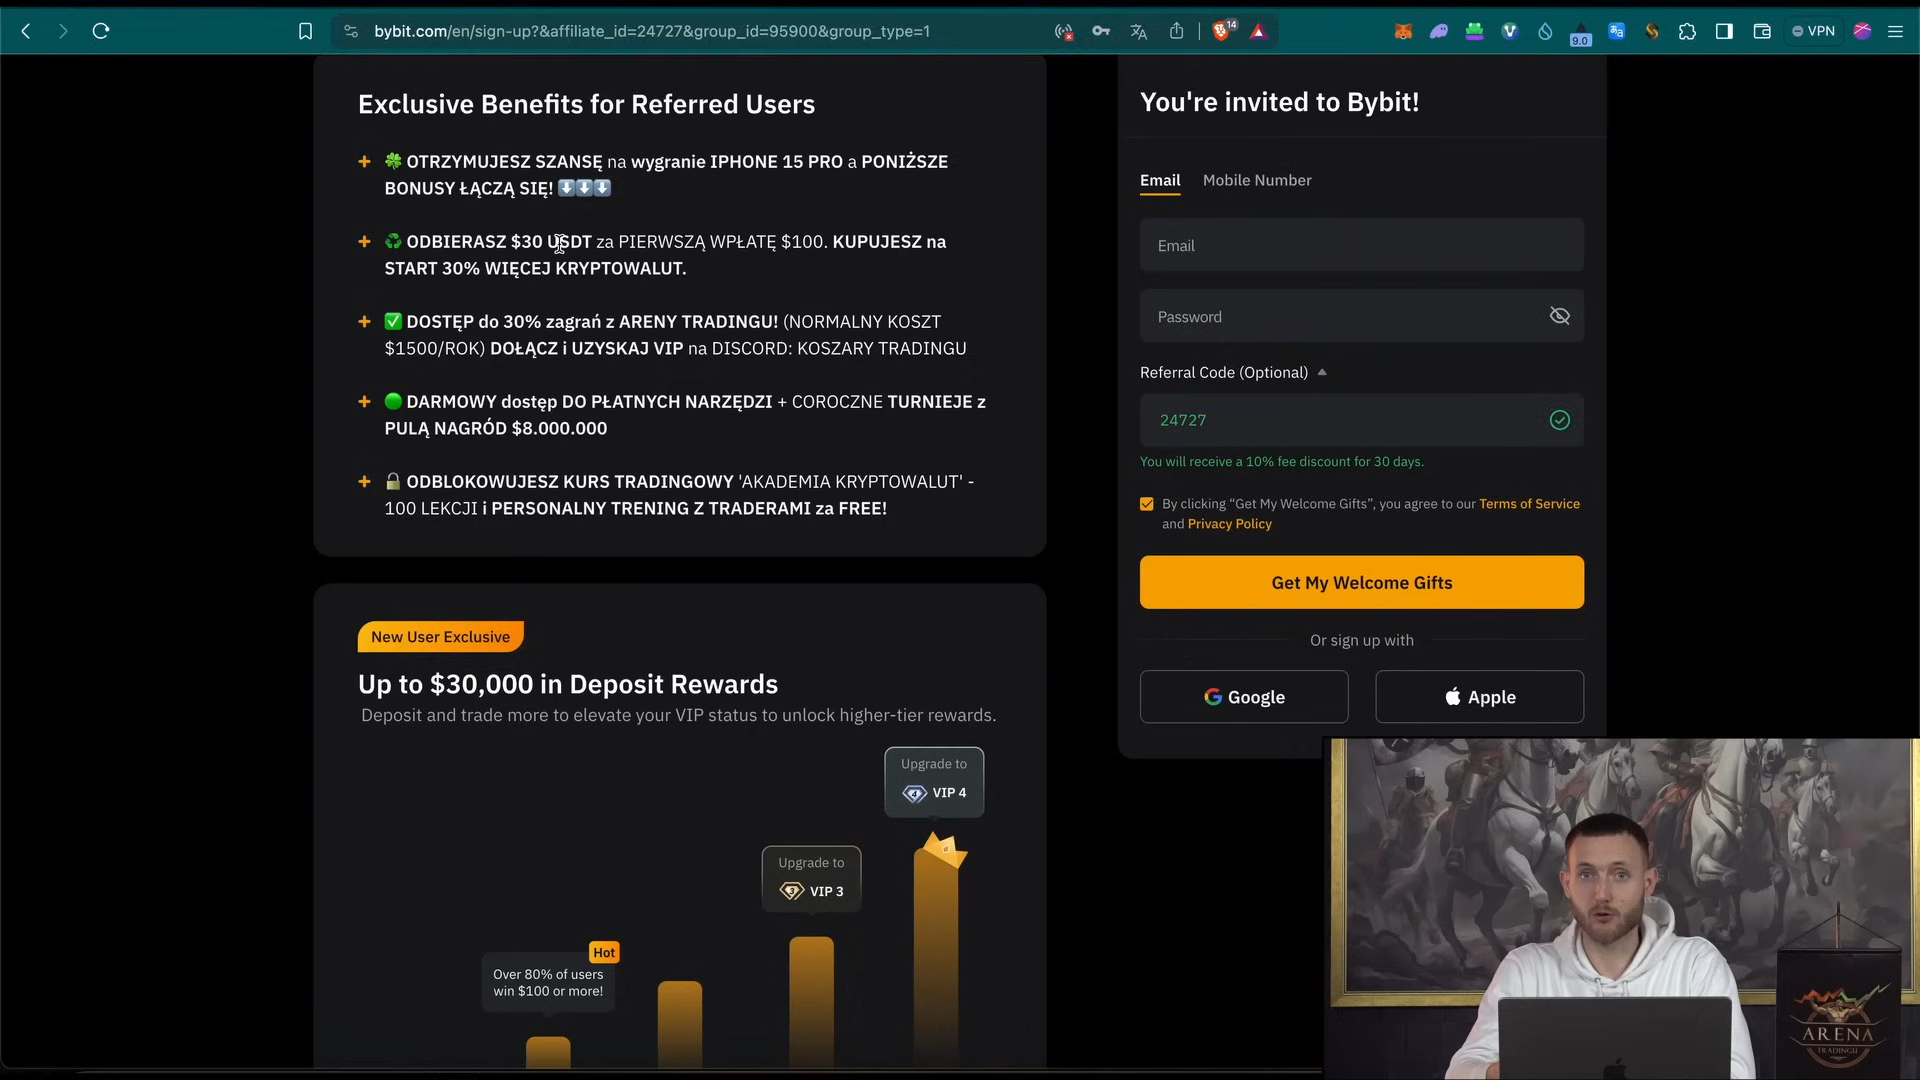 bybit.com/en/sign-up?&affiliate_id=24727&group_id=95900&group_type=1
14
9.0
VPN
Exclusive Benefits for Referred Users
🍀 OTRZYMUJESZ SZANSĘ na wygranie IPHONE 15 PRO a PONIŻSZE
BONUSY ŁĄCZĄ SIĘ! ⬇️⬇️⬇️
♻️ ODBIERASZ $30 USDT za PIERWSZĄ WPŁATĘ $100. KUPUJESZ na
START 30% WIĘCEJ KRYPTOWALUT.
✅ DOSTĘP do 30% zagrań z ARENY TRADINGU! (NORMALNY KOSZT
$1500/ROK) DOŁĄCZ i UZYSKAJ VIP na DISCORD: KOSZARY TRADINGU
🟢 DARMOWY dostęp DO PŁATNYCH NARZĘDZI + COROCZNE TURNIEJE z
PULĄ NAGRÓD $8.000.000
🔓 ODBLOKOWUJESZ KURS TRADINGOWY 'AKADEMIA KRYPTOWALUT' -
100 LEKCJI i PERSONALNY TRENING Z TRADERAMI za FREE!
New User Exclusive
Up to $30,000 in Deposit Rewards
Deposit and trade more to elevate your VIP status to unlock higher-tier rewards.
Upgrade to
4 VIP 4
Upgrade to
3 VIP 3
Hot
Over 80% of users
win $100 or more!
You're invited to Bybit!
Email Mobile Number
Email
Password
Referral Code (Optional)
24727
You will receive a 10% fee discount for 30 days.
By clicking “Get My Welcome Gifts”, you agree to our Terms of Service
and Privacy Policy
Get My Welcome Gifts
Or sign up with
Google
Apple
ARENA
TRADINGU